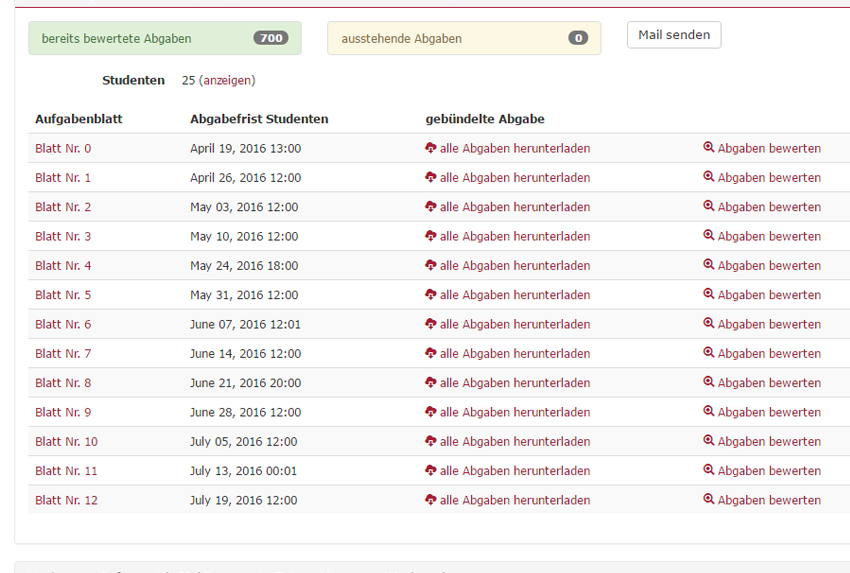 bereits bewertete Abgaben 700 ausstehende Abgaben 0 Mail senden
Studenten 25 (anzeigen)
Aufgabenblatt Abgabefrist Studenten gebündelte Abgabe
Blatt Nr. 0 April 19, 2016 13:00 alle Abgaben herunterladen Abgaben bewerten
Blatt Nr. 1 April 26, 2016 12:00 alle Abgaben herunterladen Abgaben bewerten
Blatt Nr. 2 May 03, 2016 12:00 alle Abgaben herunterladen Abgaben bewerten
Blatt Nr. 3 May 10, 2016 12:00 alle Abgaben herunterladen Abgaben bewerten
Blatt Nr. 4 May 24, 2016 18:00 alle Abgaben herunterladen Abgaben bewerten
Blatt Nr. 5 May 31, 2016 12:00 alle Abgaben herunterladen Abgaben bewerten
Blatt Nr. 6 June 07, 2016 12:01 alle Abgaben herunterladen Abgaben bewerten
Blatt Nr. 7 June 14, 2016 12:00 alle Abgaben herunterladen Abgaben bewerten
Blatt Nr. 8 June 21, 2016 20:00 alle Abgaben herunterladen Abgaben bewerten
Blatt Nr. 9 June 28, 2016 12:00 alle Abgaben herunterladen Abgaben bewerten
Blatt Nr. 10 July 05, 2016 12:00 alle Abgaben herunterladen Abgaben bewerten
Blatt Nr. 11 July 13, 2016 00:01 alle Abgaben herunterladen Abgaben bewerten
Blatt Nr. 12 July 19, 2016 12:00 alle Abgaben herunterladen Abgaben bewerten